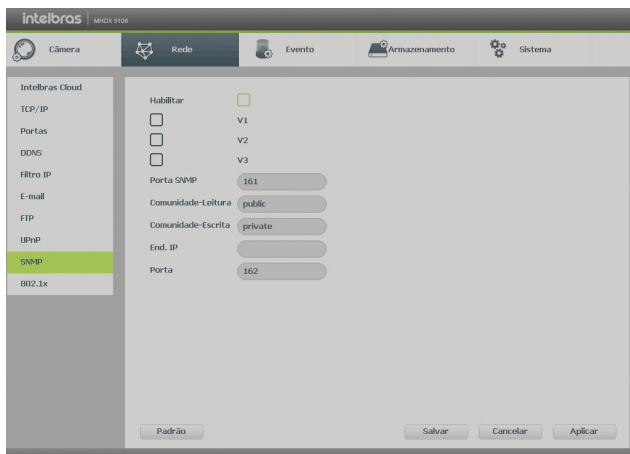 intelbras MHDX 5106
Câmera Rede Evento Armazenamento Sistema
Intelbras Cloud
TCP/IP
Portas
DDNS
Filtro IP
E-mail
FTP
UPnP
SNMP
802.1x
Habilitar
V1
V2
V3
Porta SNMP 161
Comunidade-Leitura public
Comunidade-Escrita private
End. IP
Porta 162
Padrão Salvar Cancelar Aplicar